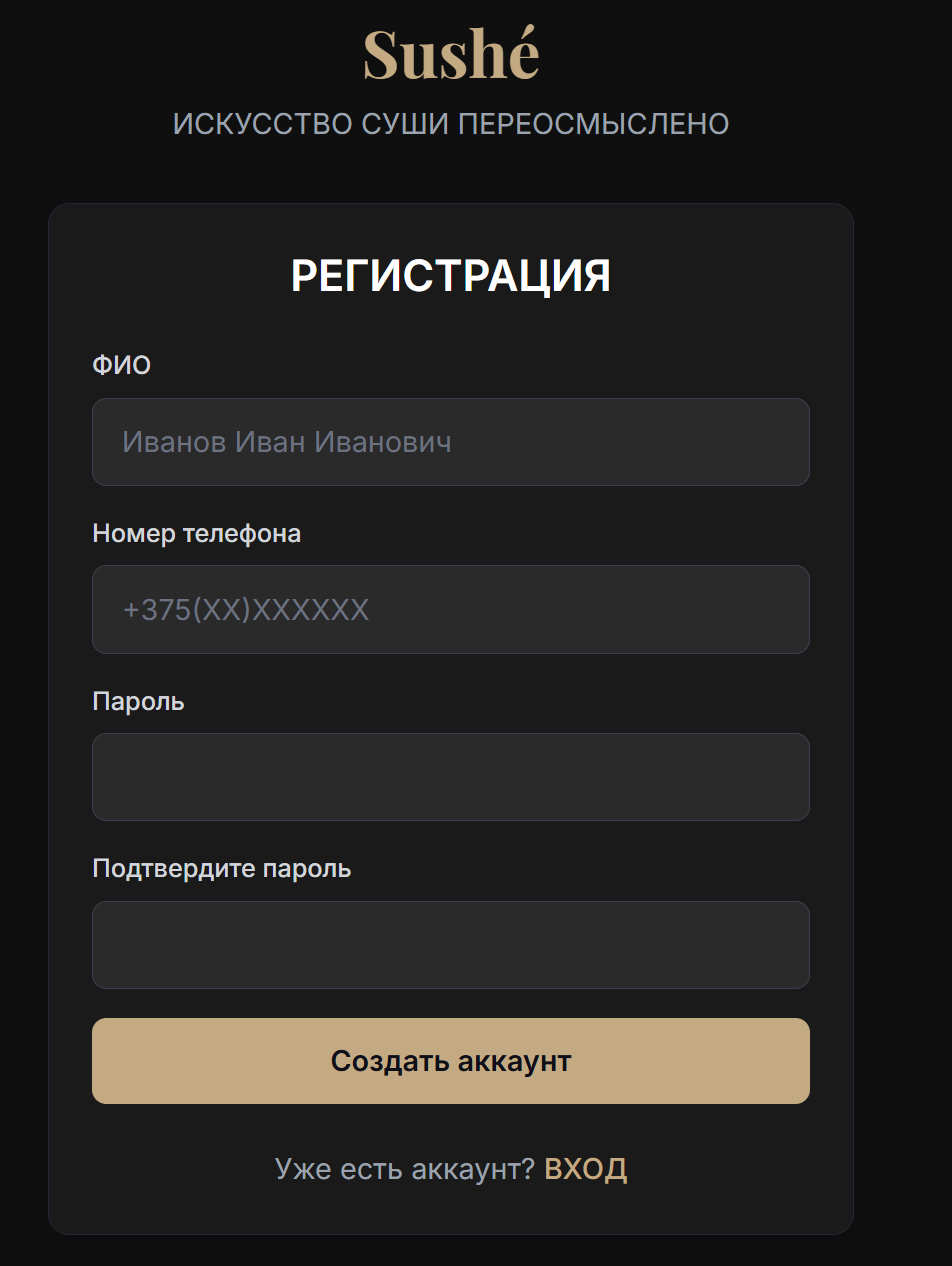 Sushé
ИСКУССТВО СУШИ ПЕРЕОСМЫСЛЕНО
РЕГИСТРАЦИЯ
ФИО
Иванов Иван Иванович
Номер телефона
+375(XX)XXXXXX
Пароль
Подтвердите пароль
Создать аккаунт
Уже есть аккаунт? ВХОД